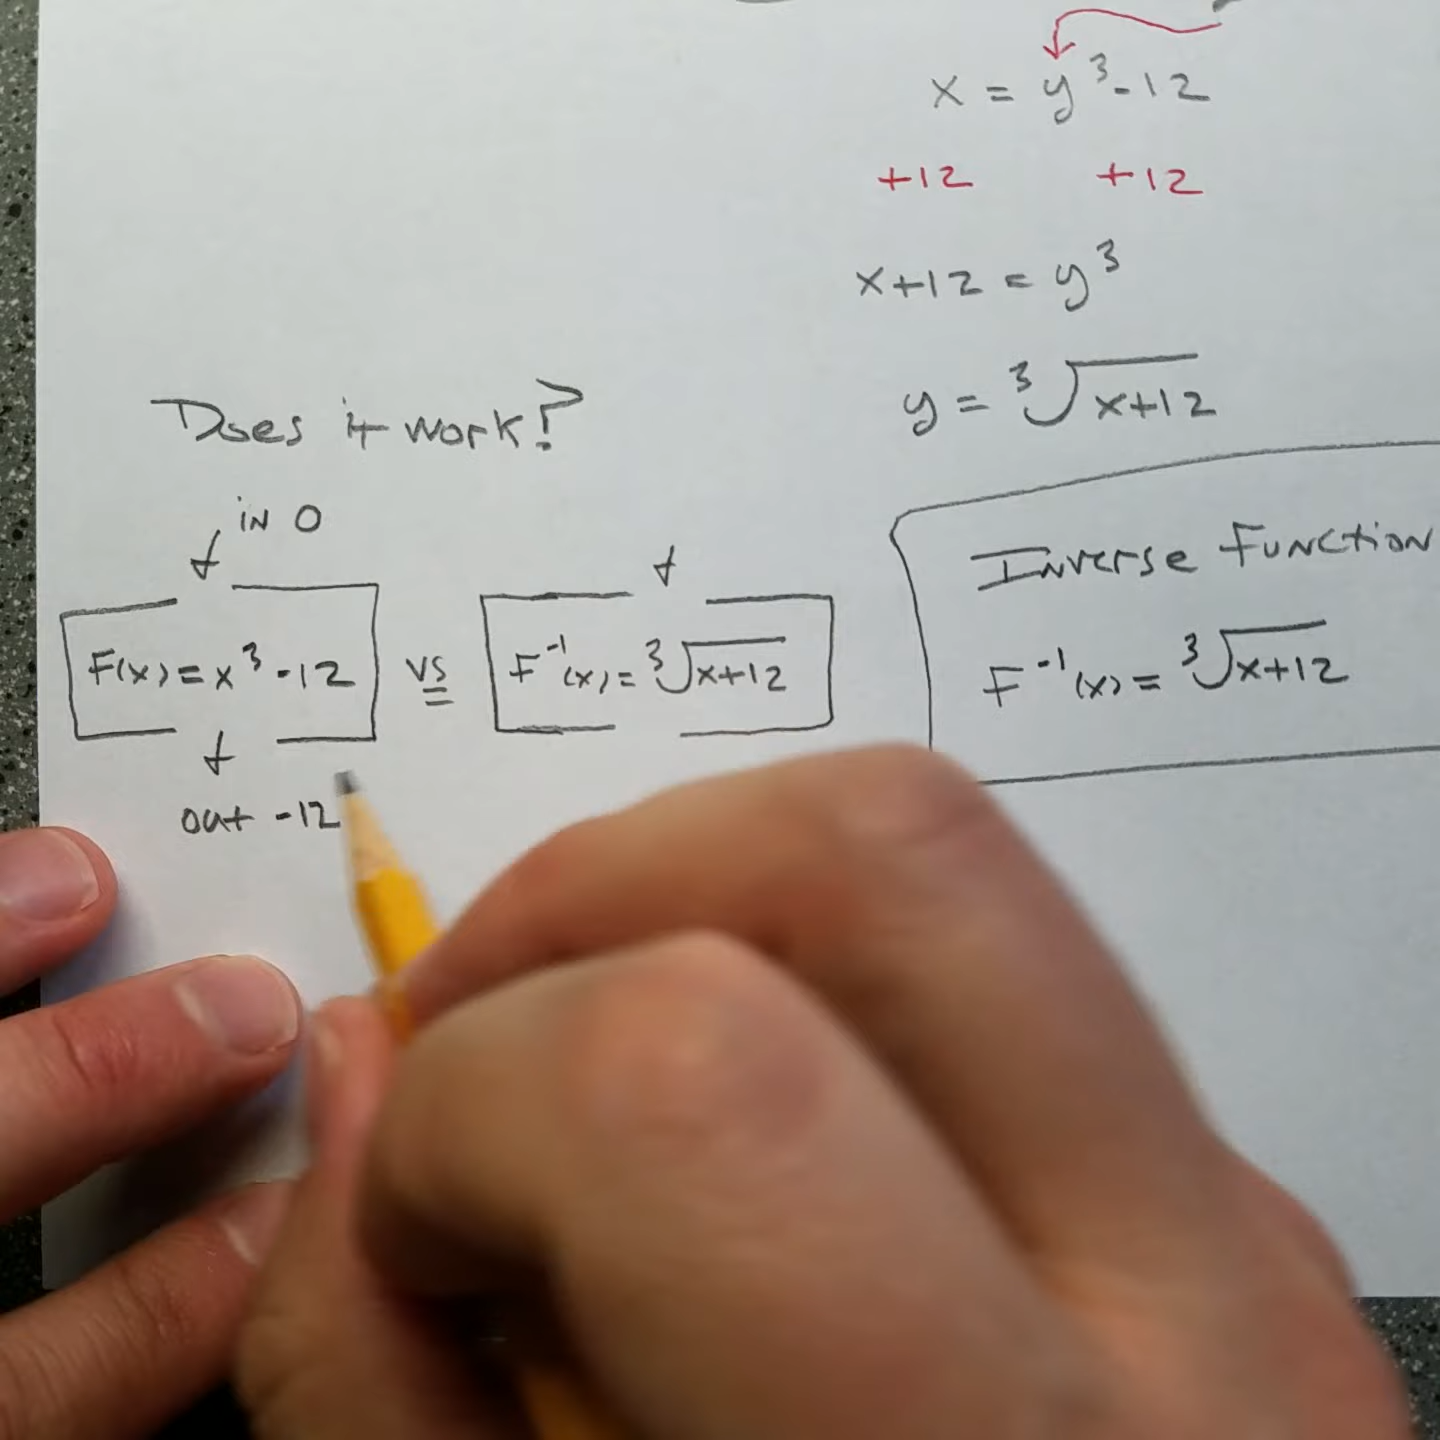 x = y³-12
+12 +12
x+12 = y³
y = ³√x+12
Does it work?
in 0
F(x) = x³-12
vs
F⁻¹(x) = ³√x+12
out -12
Inverse Function
F⁻¹(x) = ³√x+12